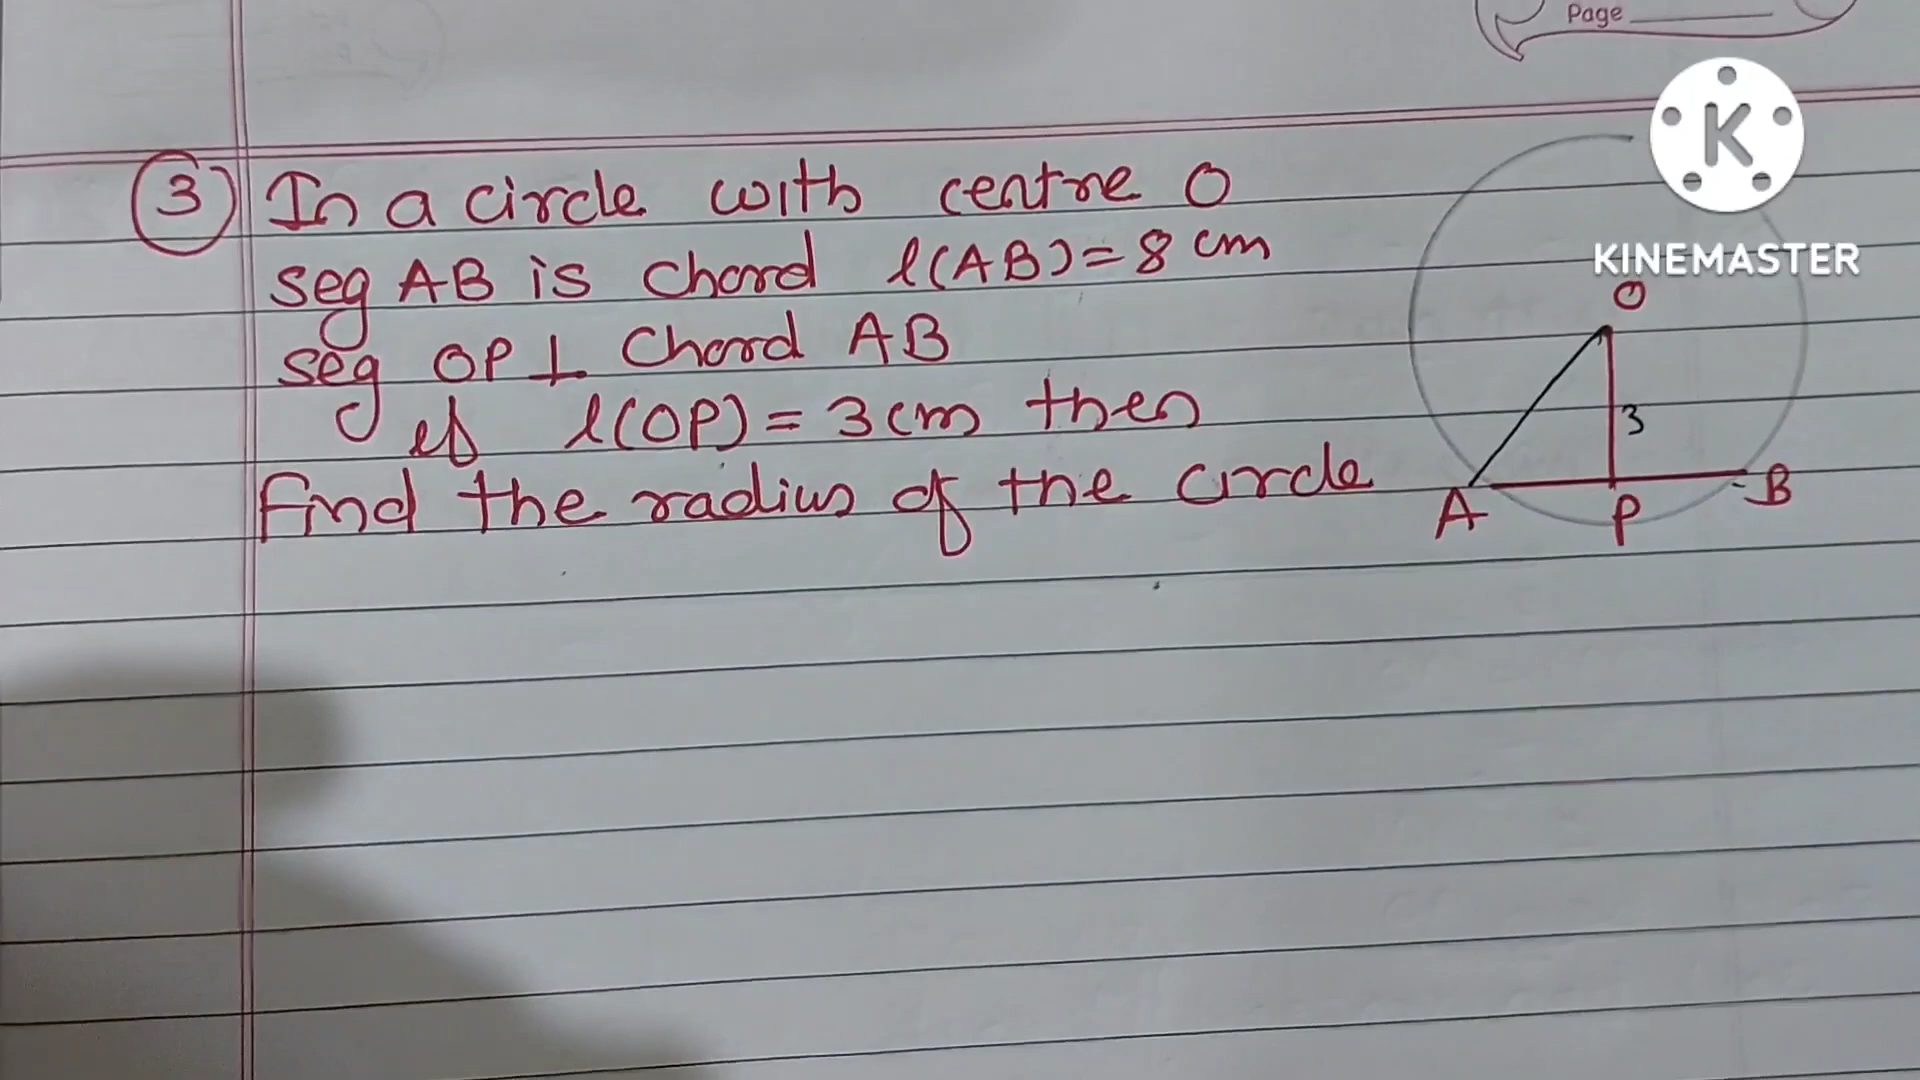 Page
③ In a circle with centre O
seg AB is chord l(AB)=8 cm
seg OP ⊥ Chord AB
if l(OP) = 3 cm then
Find the radius of the circle
K
KINEMASTER
O
3
A P B